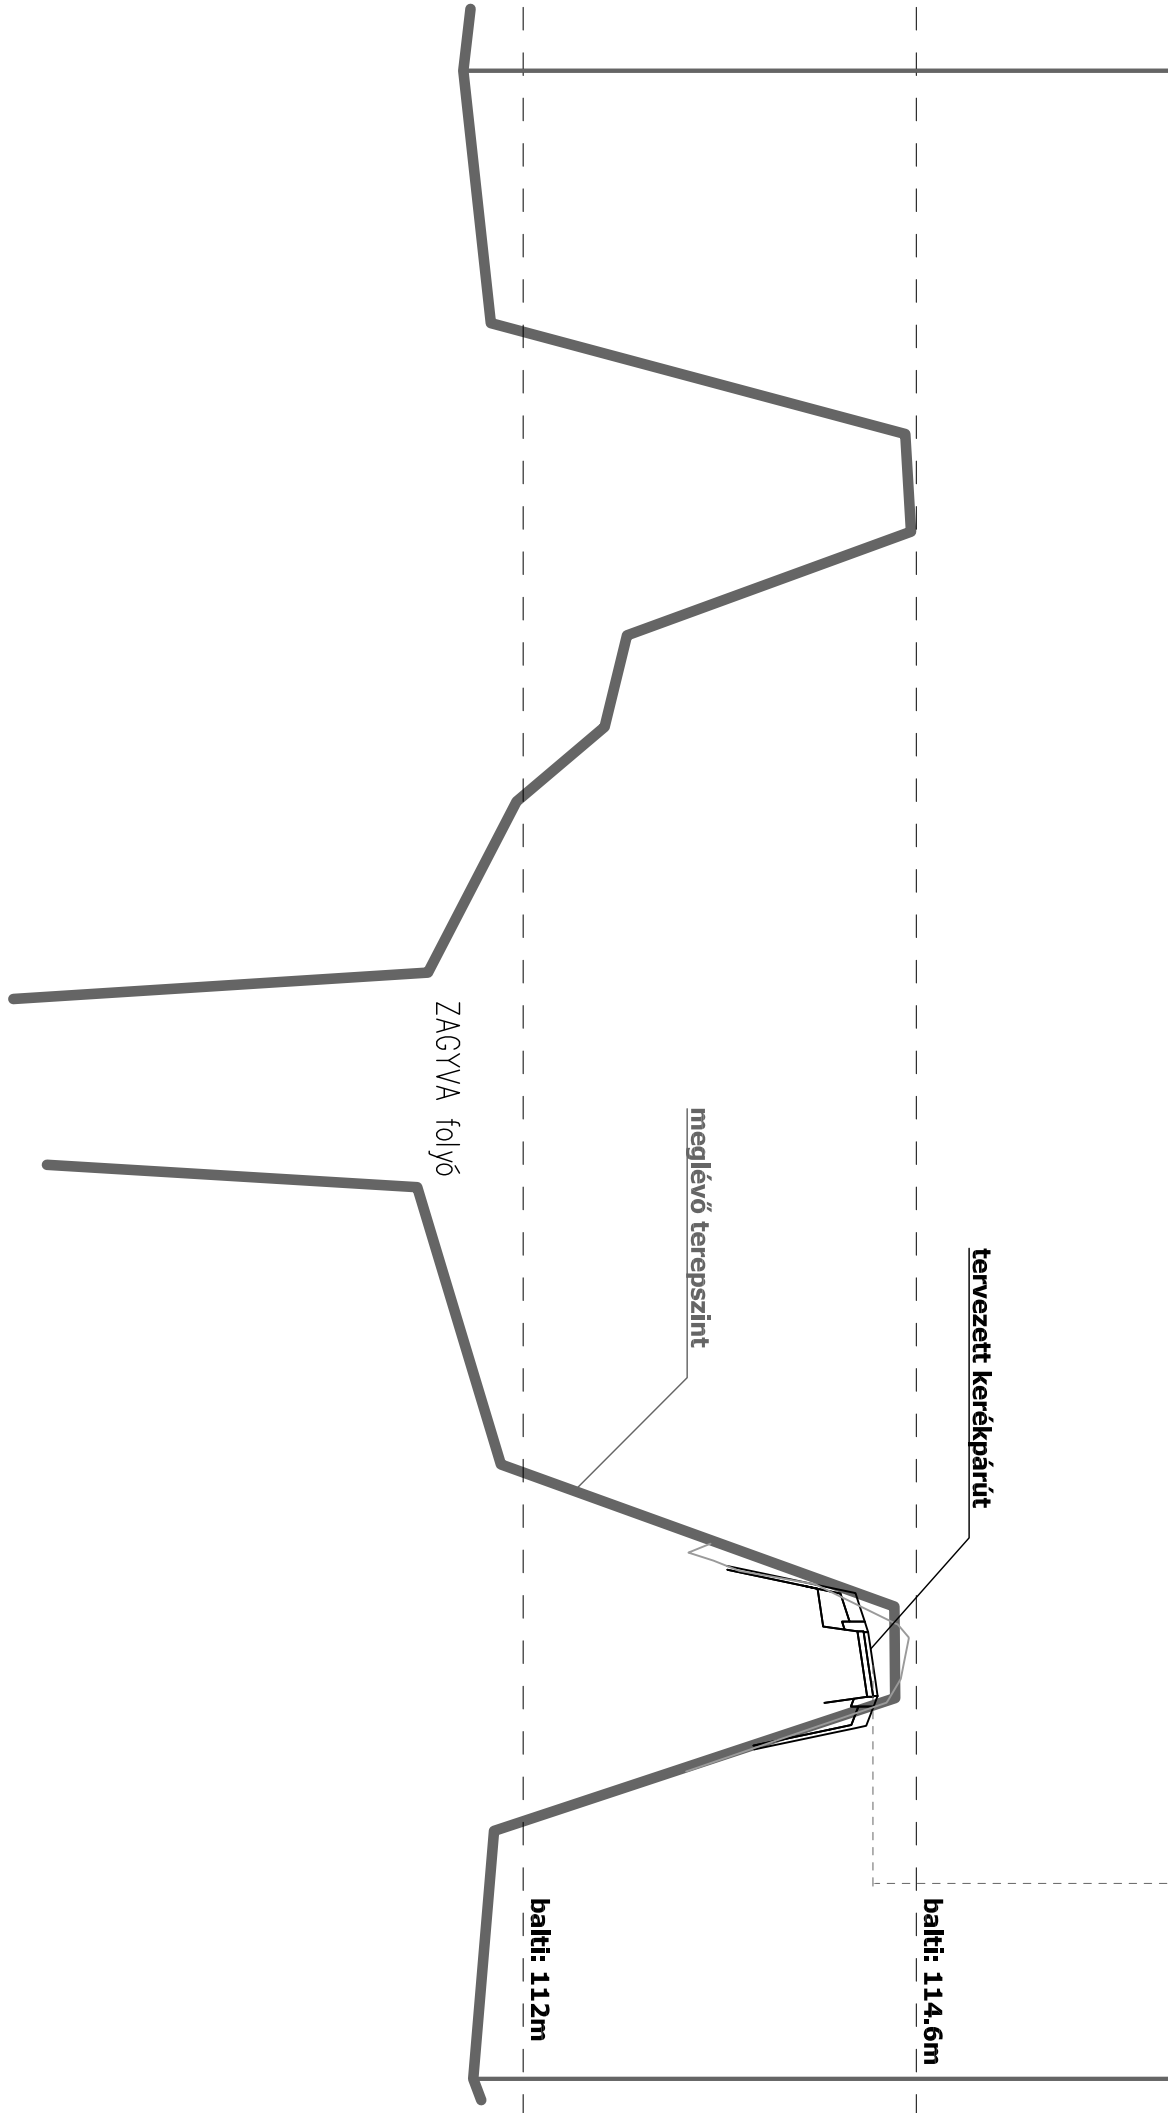 ZAGYVA folyó
meglévő terepszint
tervezett kerékpárút
balti: 114.6m
balti: 112m